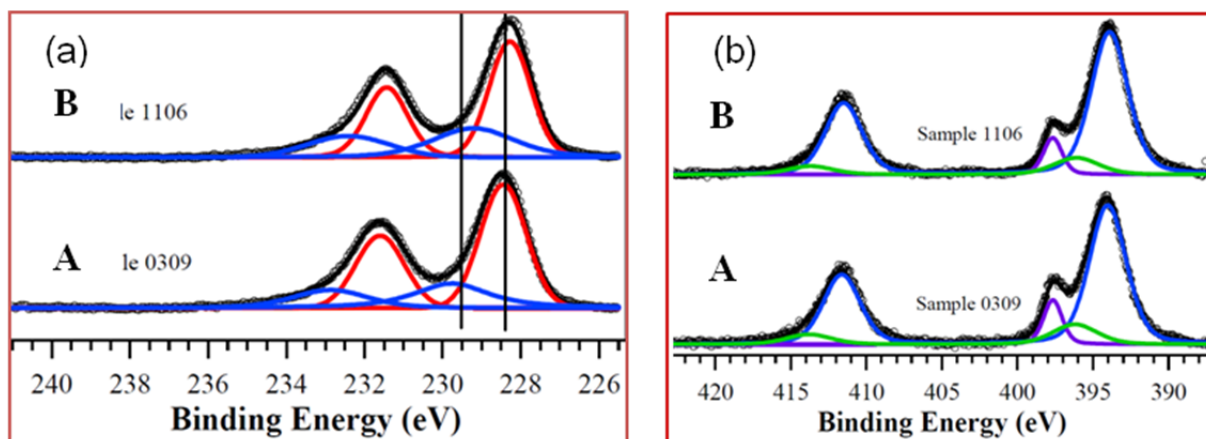 (a)
B
le 1106
A
le 0309
240 238 236 234 232 230 228 226
Binding Energy (eV)
(b)
B
Sample 1106
A
Sample 0309
420 415 410 405 400 395 390
Binding Energy (eV)